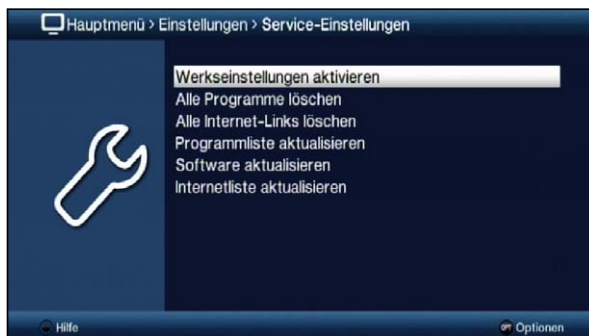 Hauptmenü > Einstellungen > Service-Einstellungen
Werkseinstellungen aktivieren
Alle Programme löschen
Alle Internet-Links löschen
Programmliste aktualisieren
Software aktualisieren
Internetliste aktualisieren
Hilfe
OPT Optionen